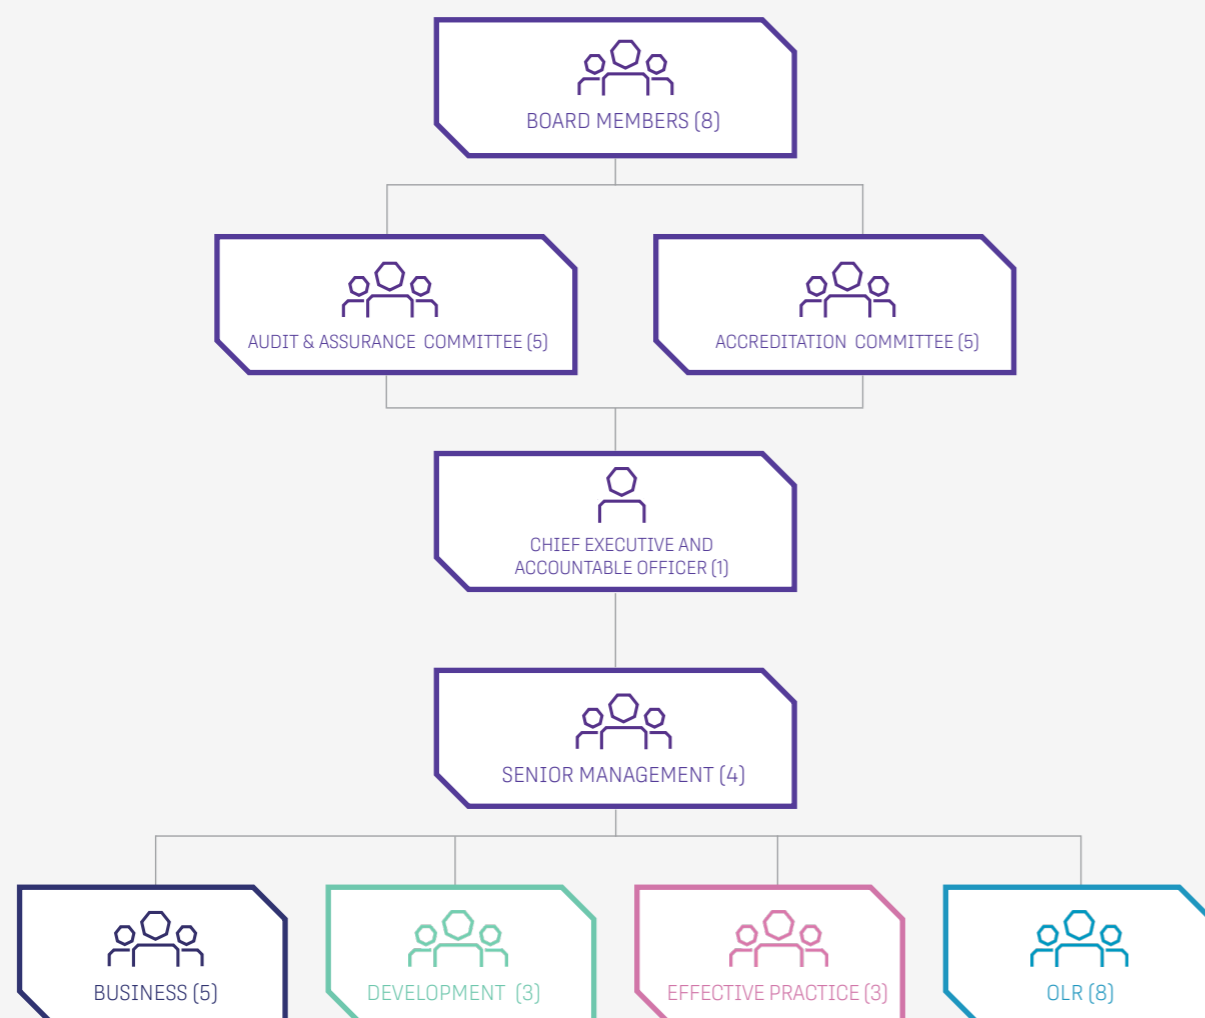 BOARD MEMBERS (8)
AUDIT & ASSURANCE COMMITTEE (5)
ACCREDITATION COMMITTEE (5)
CHIEF EXECUTIVE AND
ACCOUNTABLE OFFICER (1)
SENIOR MANAGEMENT (4)
BUSINESS (5)
DEVELOPMENT (3)
EFFECTIVE PRACTICE (3)
OLR (8)